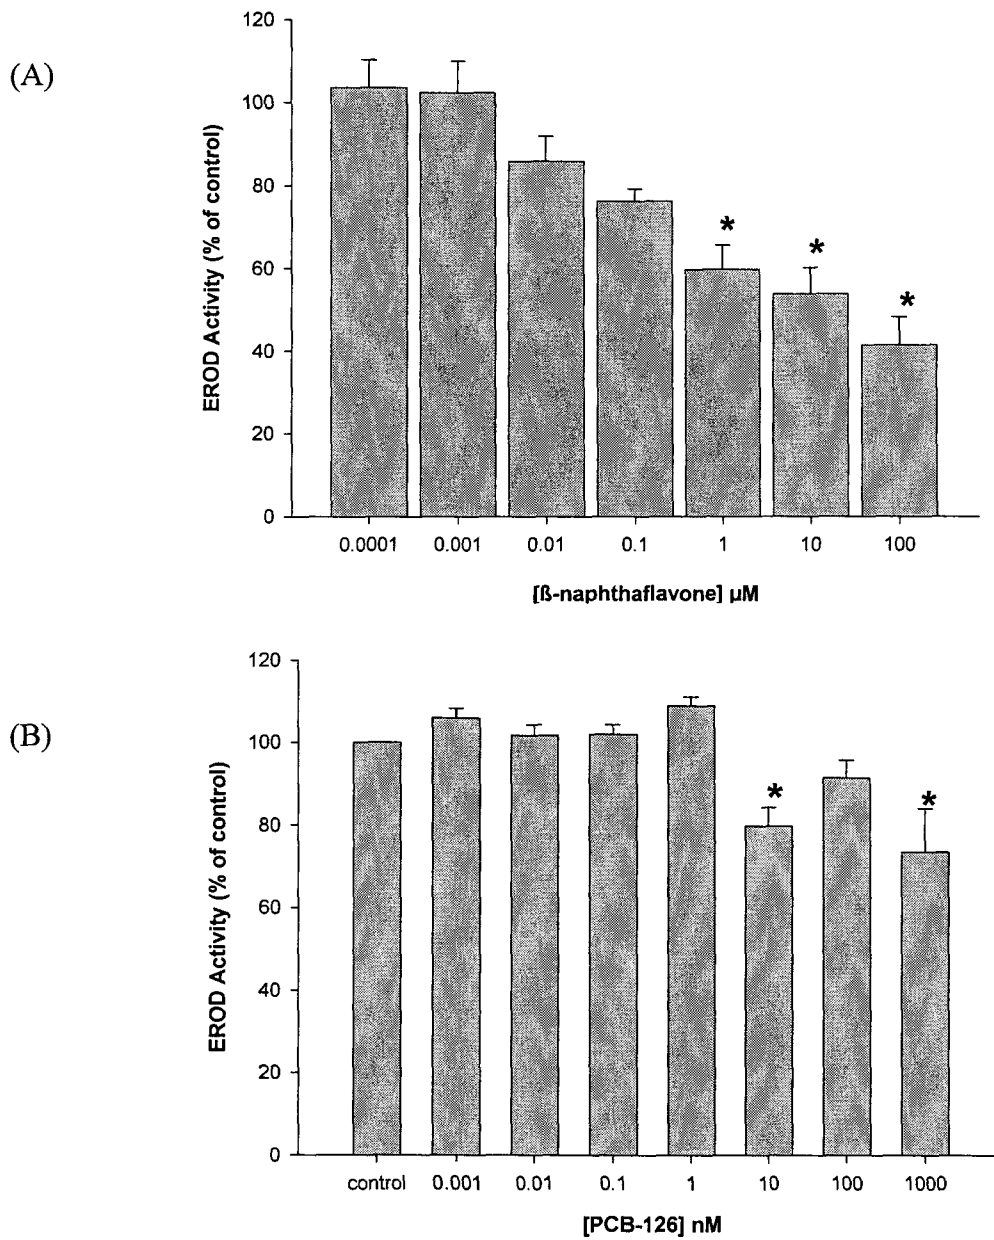 (A)
EROD Activity (% of control)
120
100
80
60
40
20
0
* * *
0.0001 0.001 0.01 0.1 1 10 100
[ß-naphthaflavone] µM
(B)
EROD Activity (% of control)
120
100
80
60
40
20
0
* *
control 0.001 0.01 0.1 1 10 100 1000
[PCB-126] nM